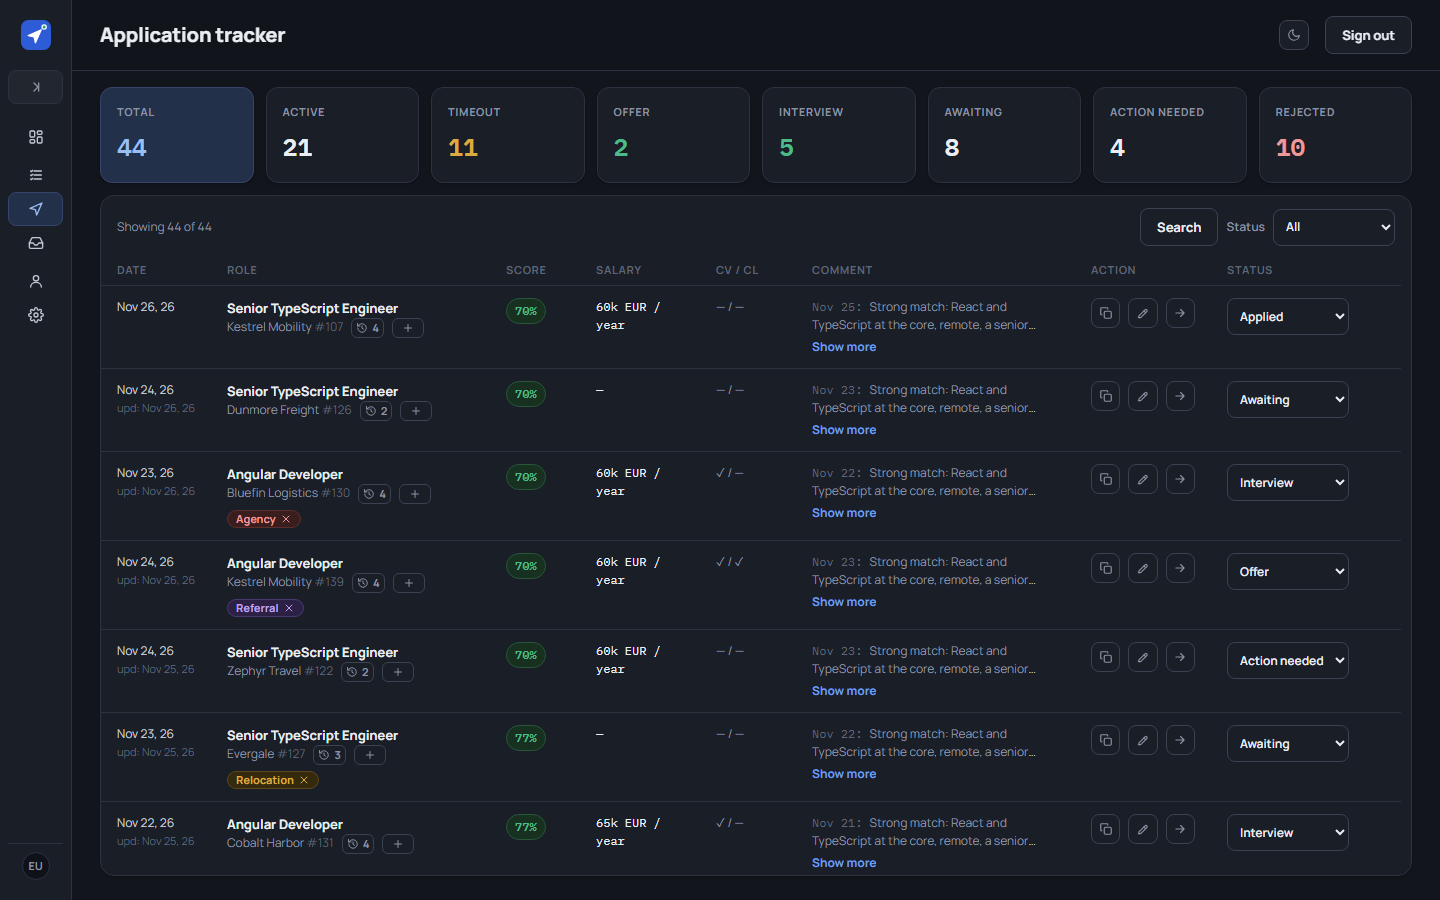 Application tracker
Sign out
TOTAL
44
ACTIVE
21
TIMEOUT
11
OFFER
2
INTERVIEW
5
AWAITING
8
ACTION NEEDED
4
REJECTED
10
Showing 44 of 44
Search
Status
All
DATE ROLE SCORE SALARY CV / CL COMMENT ACTION STATUS
Nov 26, 26
Senior TypeScript Engineer
Kestrel Mobility #107 4 +
70%
60k EUR /
year
— / —
Nov 25: Strong match: React and
TypeScript at the core, remote, a senior…
Show more
Applied
Nov 24, 26
upd: Nov 26, 26
Senior TypeScript Engineer
Dunmore Freight #126 2 +
70%
—
— / —
Nov 23: Strong match: React and
TypeScript at the core, remote, a senior…
Show more
Awaiting
Nov 23, 26
upd: Nov 26, 26
Angular Developer
Bluefin Logistics #130 4 +
Agency ×
70%
60k EUR /
year
✓ / —
Nov 22: Strong match: React and
TypeScript at the core, remote, a senior…
Show more
Interview
Nov 24, 26
upd: Nov 26, 26
Angular Developer
Kestrel Mobility #139 4 +
Referral ×
70%
60k EUR /
year
✓ / ✓
Nov 23: Strong match: React and
TypeScript at the core, remote, a senior…
Show more
Offer
Nov 24, 26
upd: Nov 25, 26
Senior TypeScript Engineer
Zephyr Travel #122 2 +
70%
60k EUR /
year
— / —
Nov 23: Strong match: React and
TypeScript at the core, remote, a senior…
Show more
Action needed
Nov 23, 26
upd: Nov 25, 26
Senior TypeScript Engineer
Evergale #127 3 +
Relocation ×
77%
—
— / —
Nov 22: Strong match: React and
TypeScript at the core, remote, a senior…
Show more
Awaiting
Nov 22, 26
upd: Nov 25, 26
Angular Developer
Cobalt Harbor #131 4 +
77%
65k EUR /
year
✓ / —
Nov 21: Strong match: React and
TypeScript at the core, remote, a senior…
Show more
Interview
EU